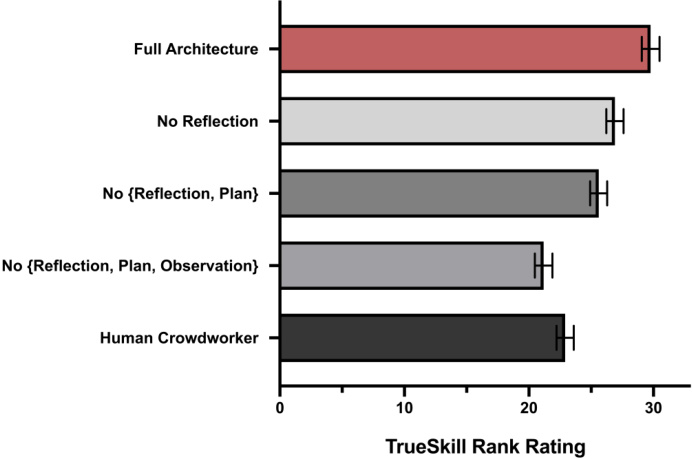 Full Architecture
No Reflection
No {Reflection, Plan}
No {Reflection, Plan, Observation}
Human Crowdworker
0 10 20 30
TrueSkill Rank Rating